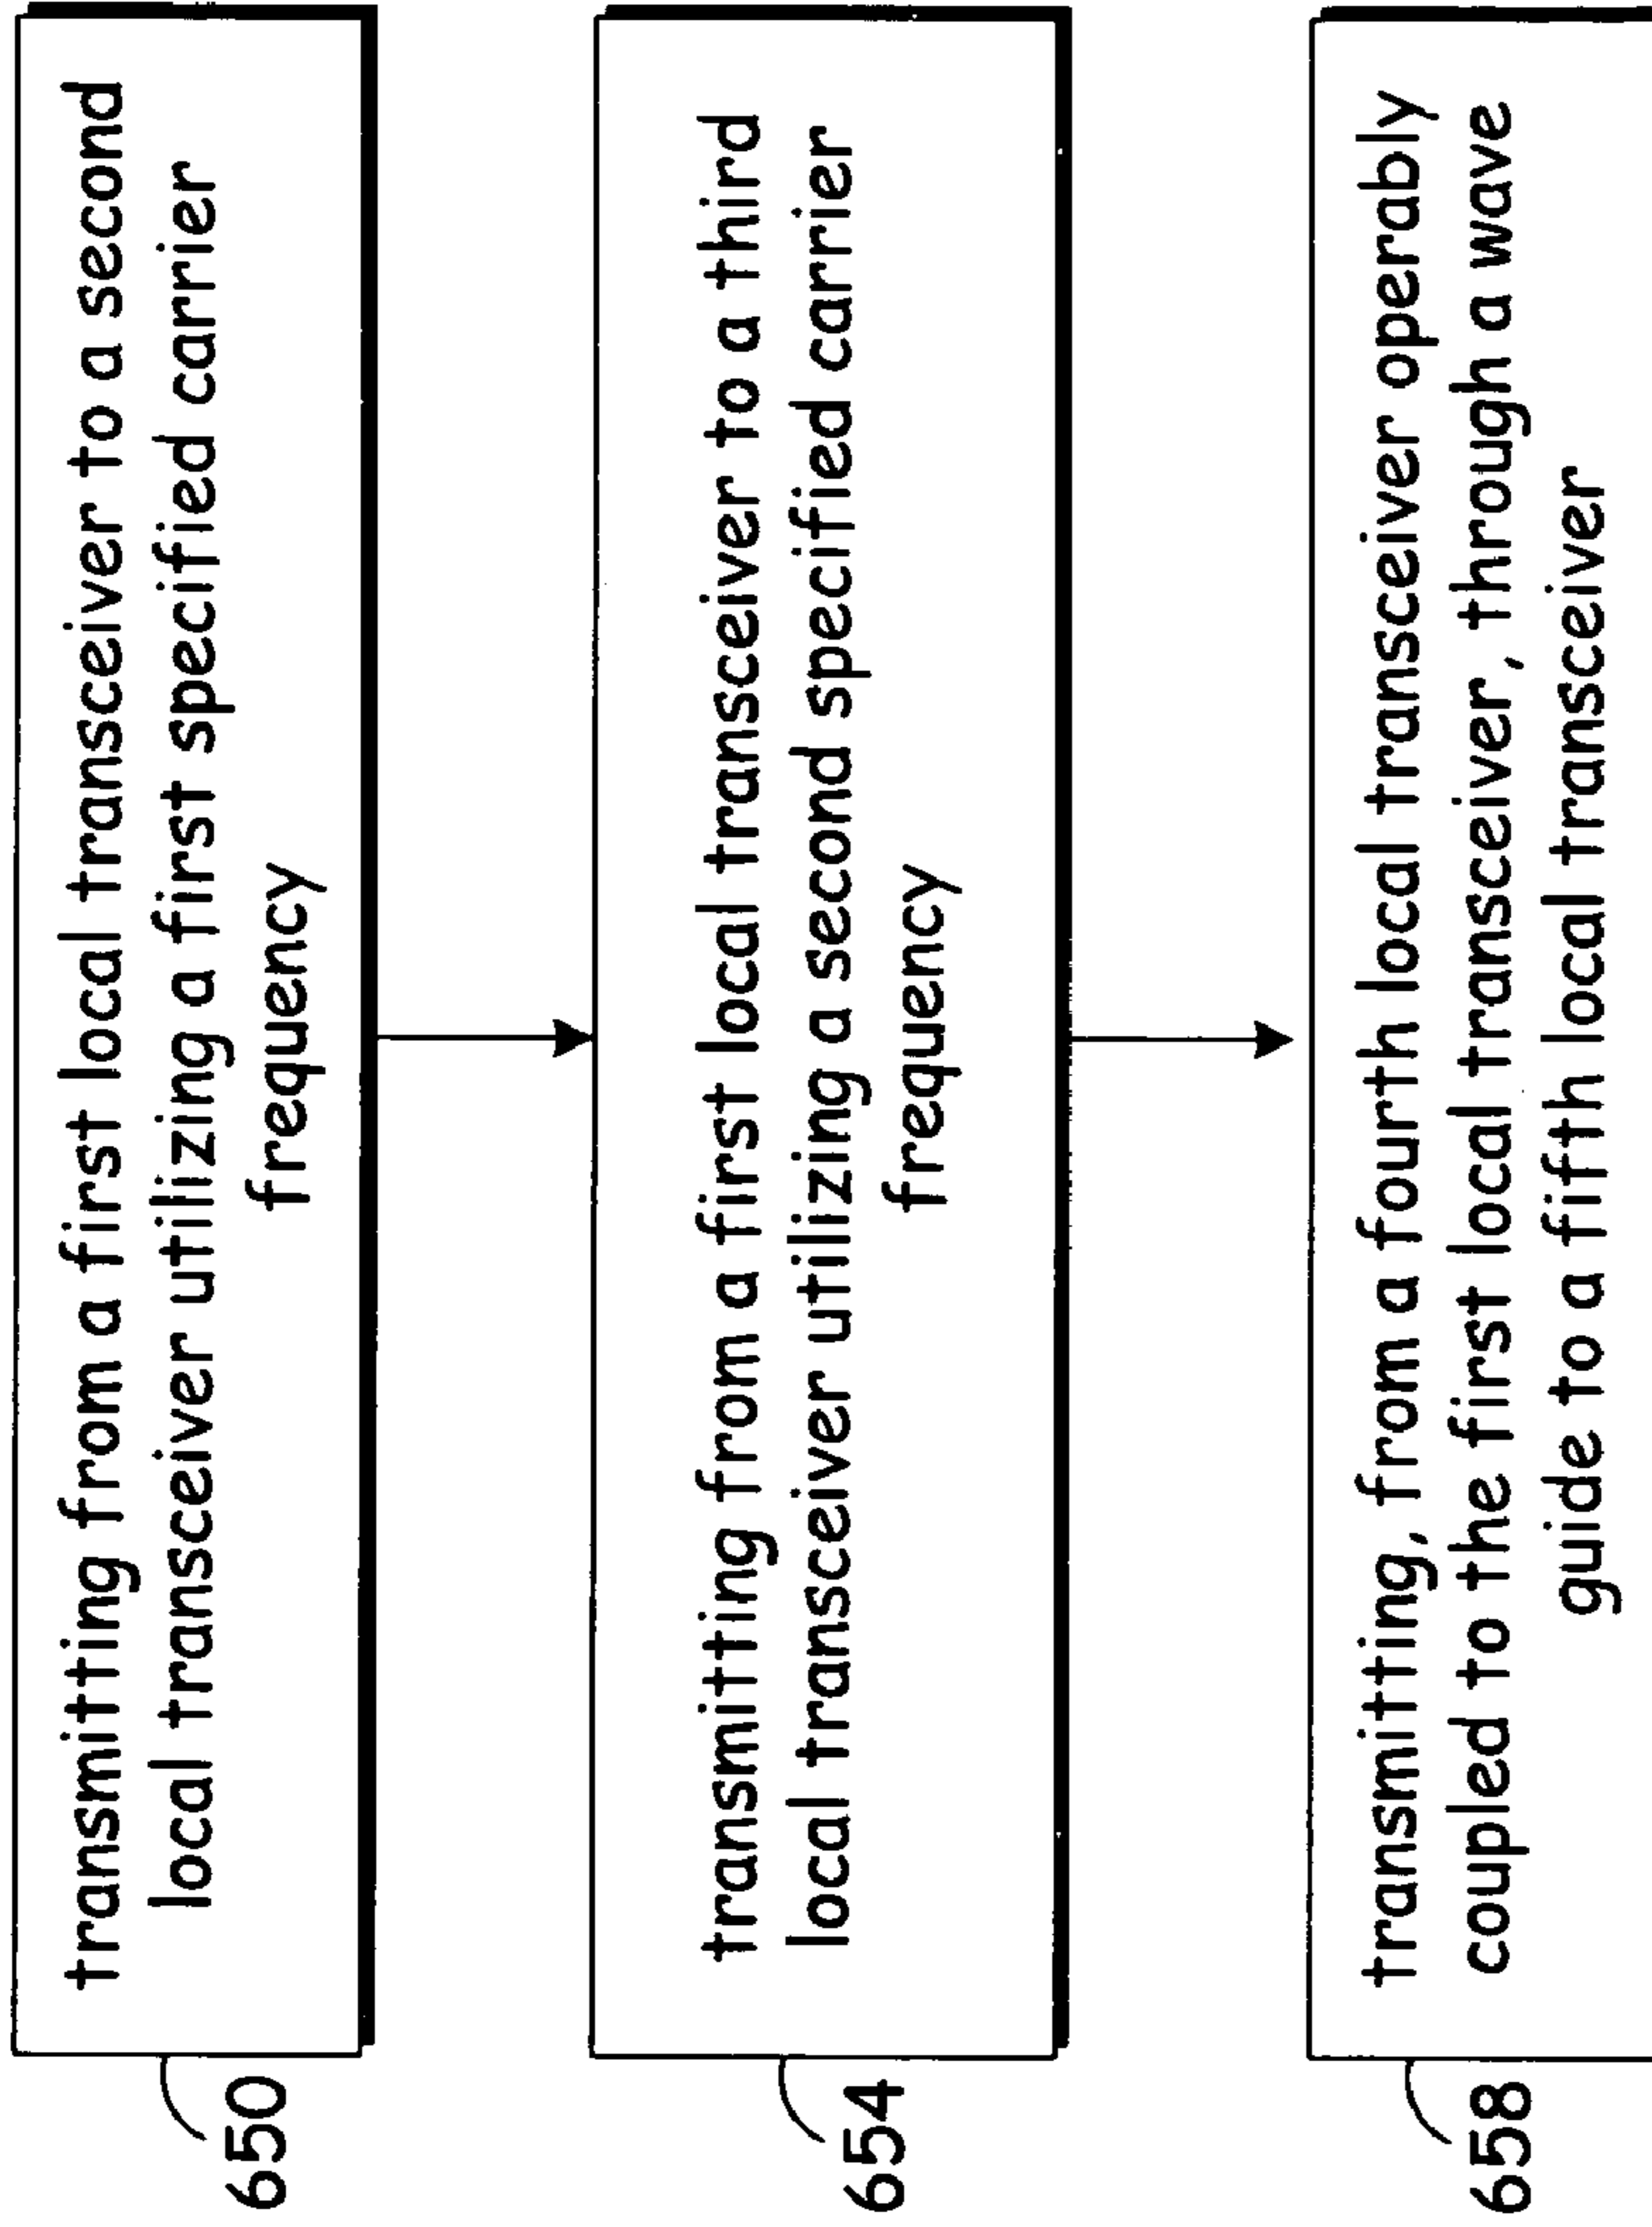 transmitting from a first local transceiver to a second
local transceiver utilizing a first specified carrier
frequency
650
transmitting from a first local transceiver to a third
local transceiver utilizing a second specified carrier
frequency
654
transmitting, from a fourth local transceiver operably
coupled to the first local transceiver, through a wave
guide to a fifth local transceiver
658